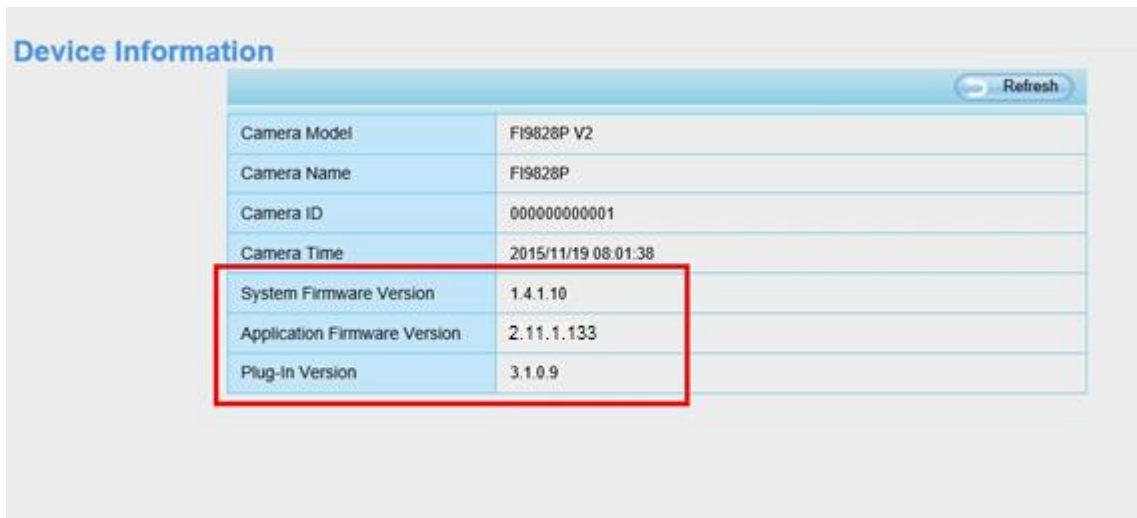 Device Information
Refresh
Camera Model FI9828P V2
Camera Name FI9828P
Camera ID 000000000001
Camera Time 2015/11/19 08:01:38
System Firmware Version 1.4.1.10
Application Firmware Version 2.11.1.133
Plug-In Version 3.1.0.9